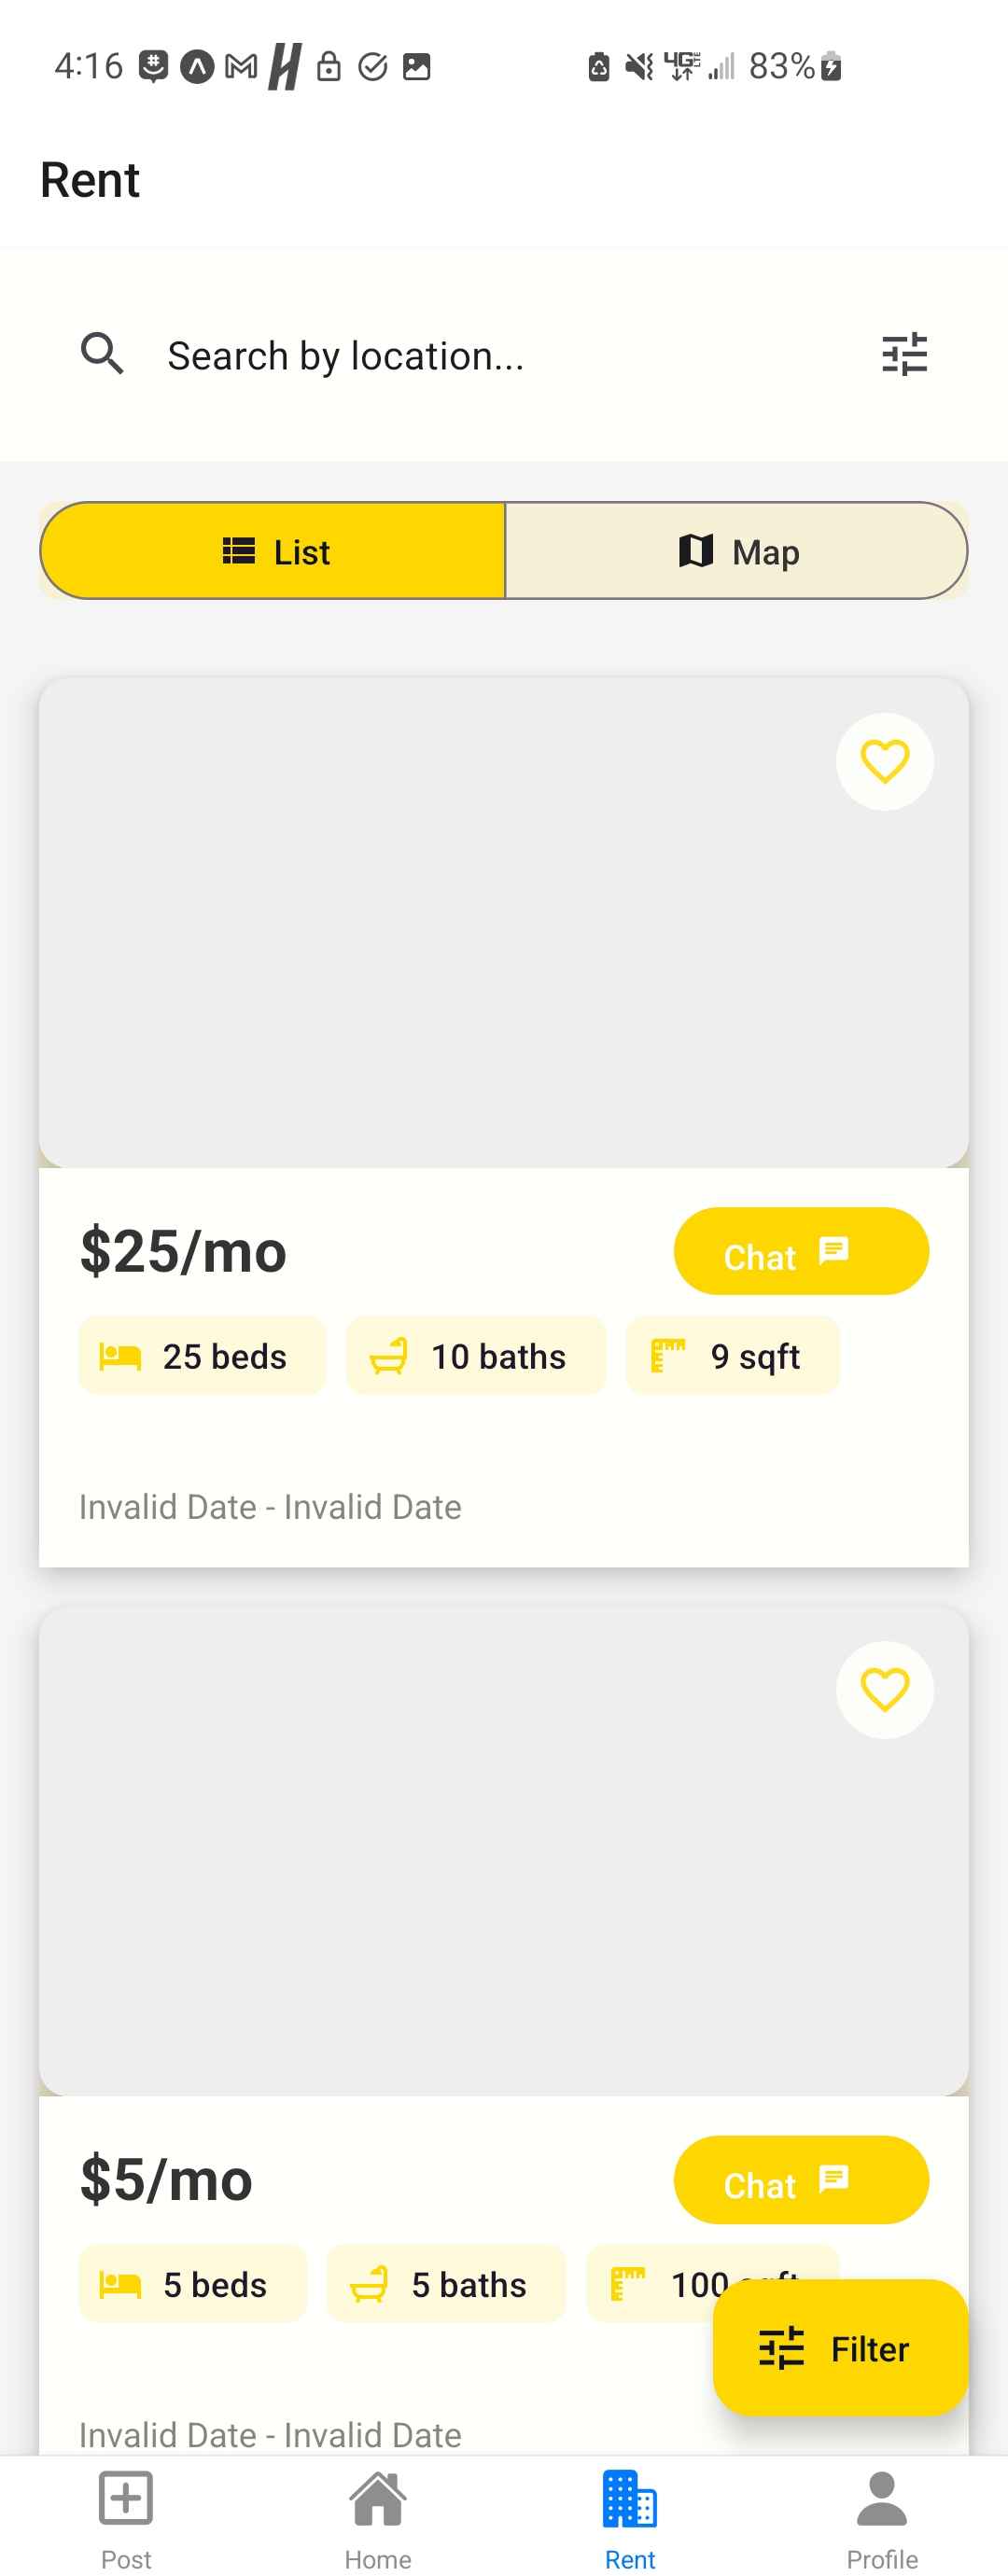 4:16 83%
Rent
Search by location...
List Map
$25/mo Chat
25 beds 10 baths 9 sqft
Invalid Date - Invalid Date
$5/mo Chat
5 beds 5 baths 100 sqft
Filter
Invalid Date - Invalid Date
Post Home Rent Profile